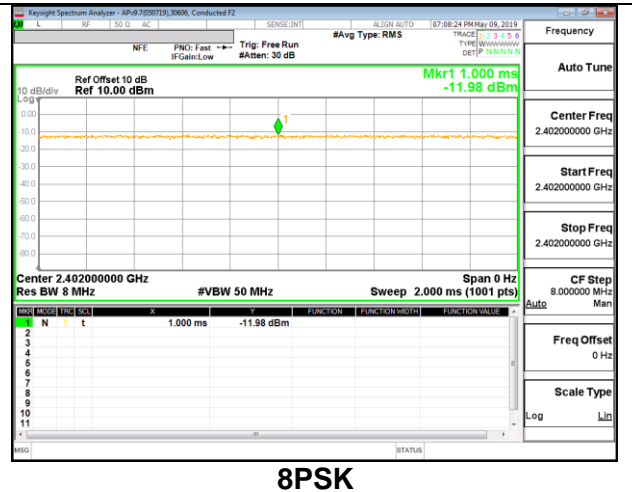 Keysight Spectrum Analyzer - APv9.7(050719),30606, Conducted F2
L RF 50 Ω AC SENSE:INT ALIGN AUTO 07:08:24 PM May 09, 2019
NFE PNO: Fast Trig: Free Run #Avg Type: RMS TRACE 1 2 3 4 5 6
IFGain:Low #Atten: 30 dB TYPE WWWWWW
DET P N N N N N
Frequency
Auto Tune
Center Freq
2.402000000 GHz
Start Freq
2.402000000 GHz
Stop Freq
2.402000000 GHz
CF Step
8.000000 MHz
Auto Man
Freq Offset
0 Hz
Scale Type
Log Lin
Mkr1 1.000 ms
-11.98 dBm
Ref Offset 10 dB
10 dB/div Ref 10.00 dBm
Log
1
0.00
-10.0
-20.0
-30.0
-40.0
-50.0
-60.0
-70.0
-80.0
Center 2.402000000 GHz Span 0 Hz
Res BW 8 MHz #VBW 50 MHz Sweep 2.000 ms (1001 pts)
MKR MODE TRC SCL X Y FUNCTION FUNCTION WIDTH FUNCTION VALUE
1 N 1 t 1.000 ms -11.98 dBm
2
3
4
5
6
7
8
9
10
11
MSG STATUS
8PSK